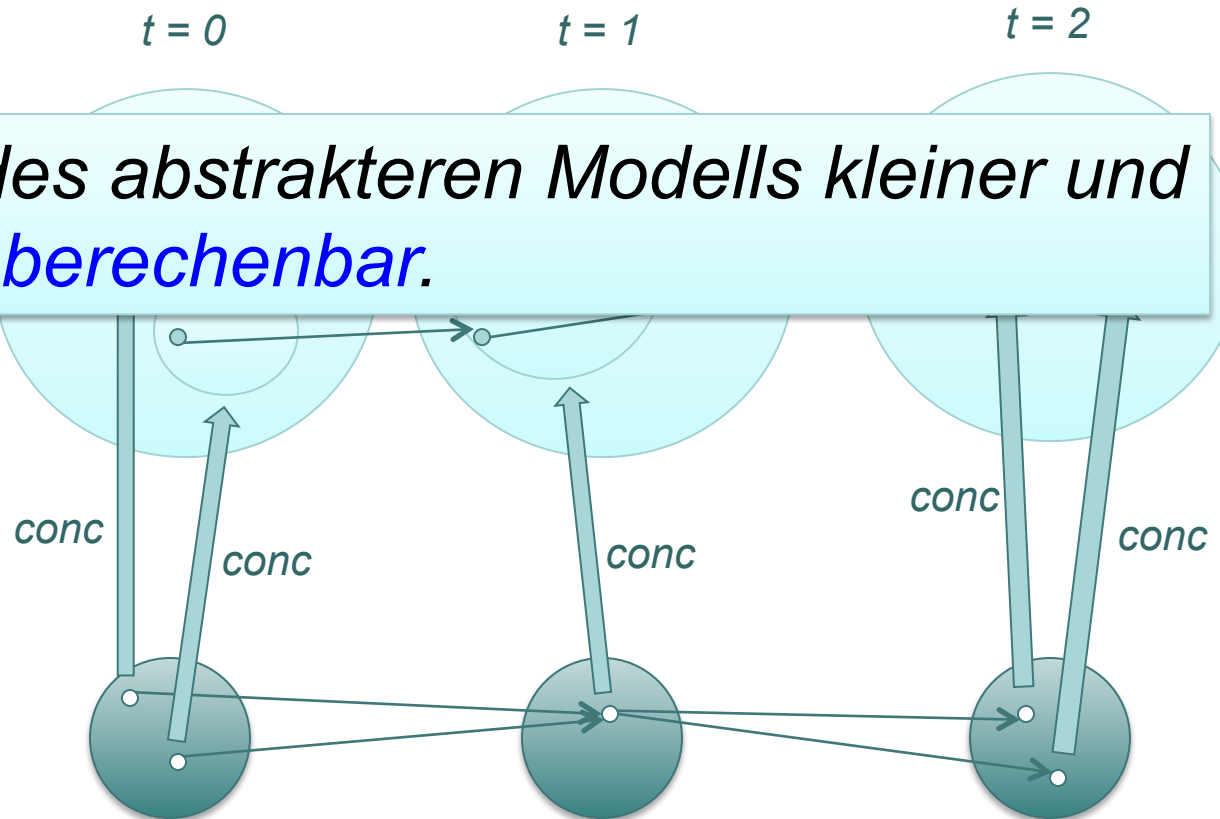 t = 0
t = 1
t = 2
des abstrakteren Modells kleiner und
berechenbar.
conc
conc
conc
conc
conc